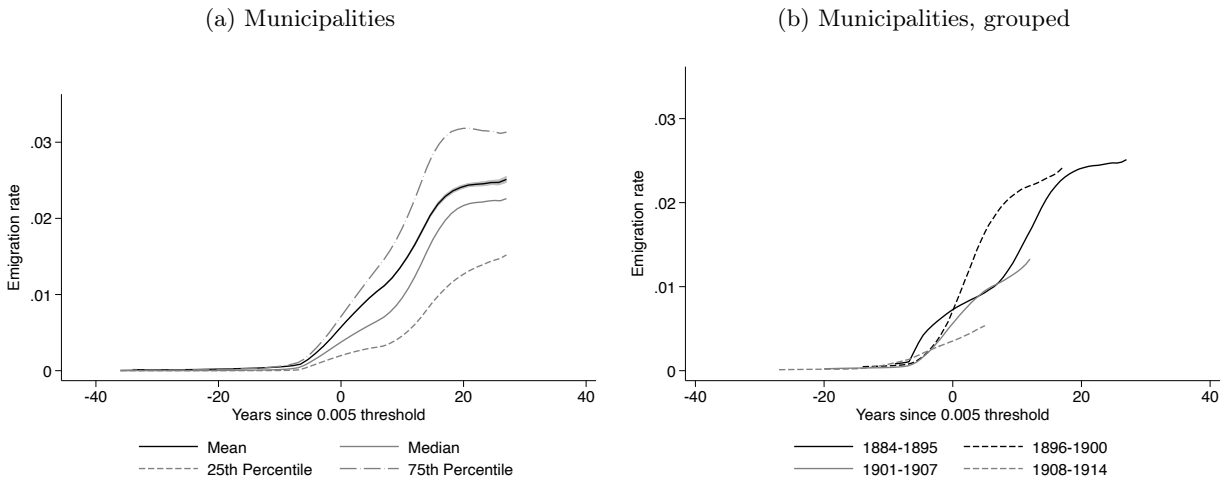 (a) Municipalities
.03
.02
.01
0
Emigration rate
-40
-20
0
20
40
Years since 0.005 threshold
Mean
Median
25th Percentile
75th Percentile
(b) Municipalities, grouped
.03
.02
.01
0
Emigration rate
-40
-20
0
20
40
Years since 0.005 threshold
1884-1895
1896-1900
1901-1907
1908-1914